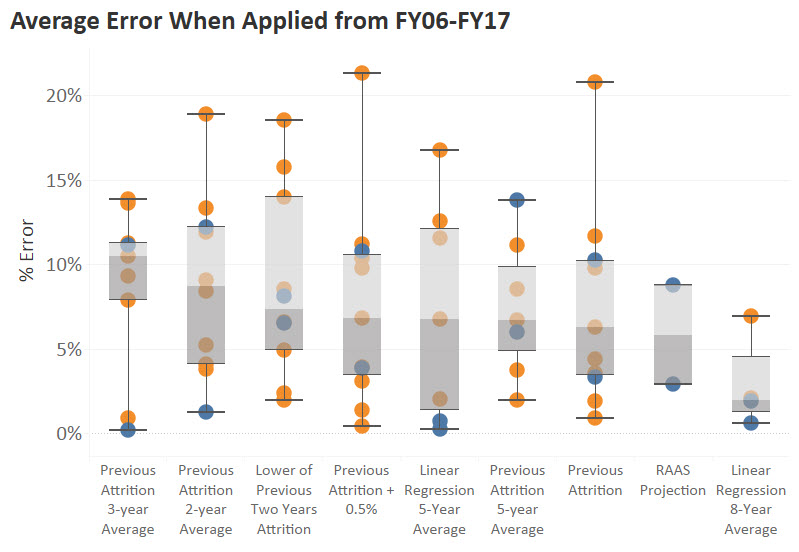 Average Error When Applied from FY06-FY17
% Error
20%
15%
10%
5%
0%
Previous
Attrition
3-year
Average
Previous
Attrition
2-year
Average
Lower of
Previous
Two Years
Attrition
Previous
Attrition +
0.5%
Linear
Regression
5-Year
Average
Previous
Attrition
5-year
Average
Previous
Attrition
RAAS
Projection
Linear
Regression
8-Year
Average